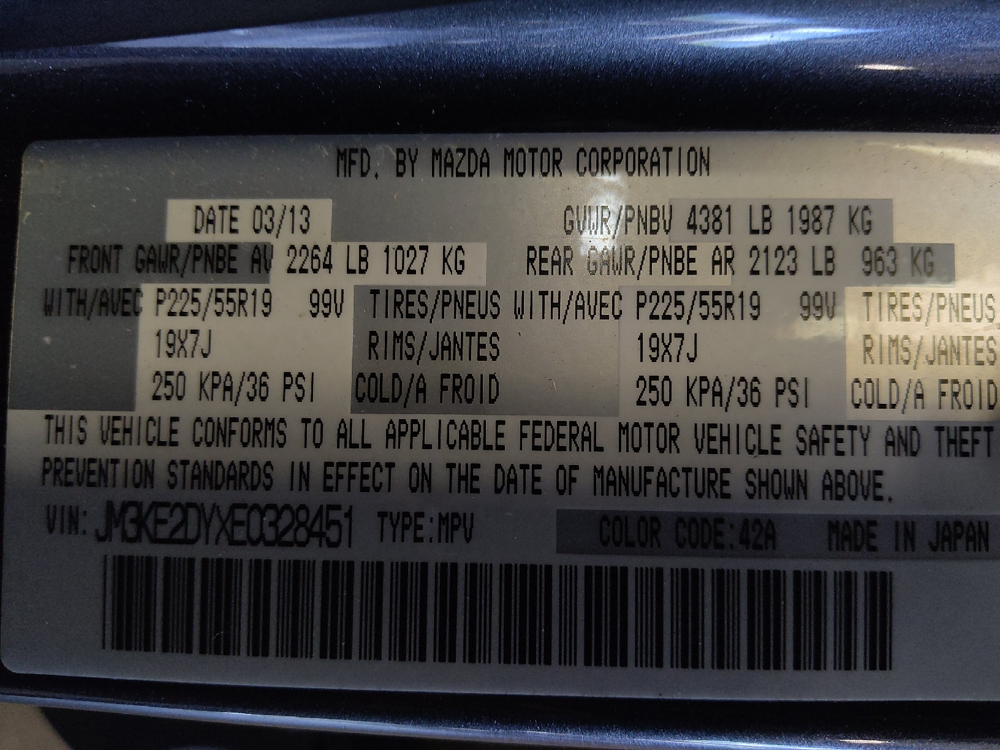 MFD. BY MAZDA MOTOR CORPORATION
DATE 03/13 GVWR/PNBV 4381 LB 1987 KG
FRONT GAWR/PNBE AV 2264 LB 1027 KG REAR GAWR/PNBE AR 2123 LB 963 KG
WITH/AVEC P225/55R19 99V TIRES/PNEUS WITH/AVEC P225/55R19 99V TIRES/PNEUS
19X7J RIMS/JANTES 19X7J RIMS/JANTES
250 KPA/36 PSI COLD/A FROID 250 KPA/36 PSI COLD/A FROID
THIS VEHICLE CONFORMS TO ALL APPLICABLE FEDERAL MOTOR VEHICLE SAFETY AND THEFT
PREVENTION STANDARDS IN EFFECT ON THE DATE OF MANUFACTURE SHOWN ABOVE.
VIN: JM3KE2DYXE0328451 TYPE:MPV COLOR CODE:42A MADE IN JAPAN